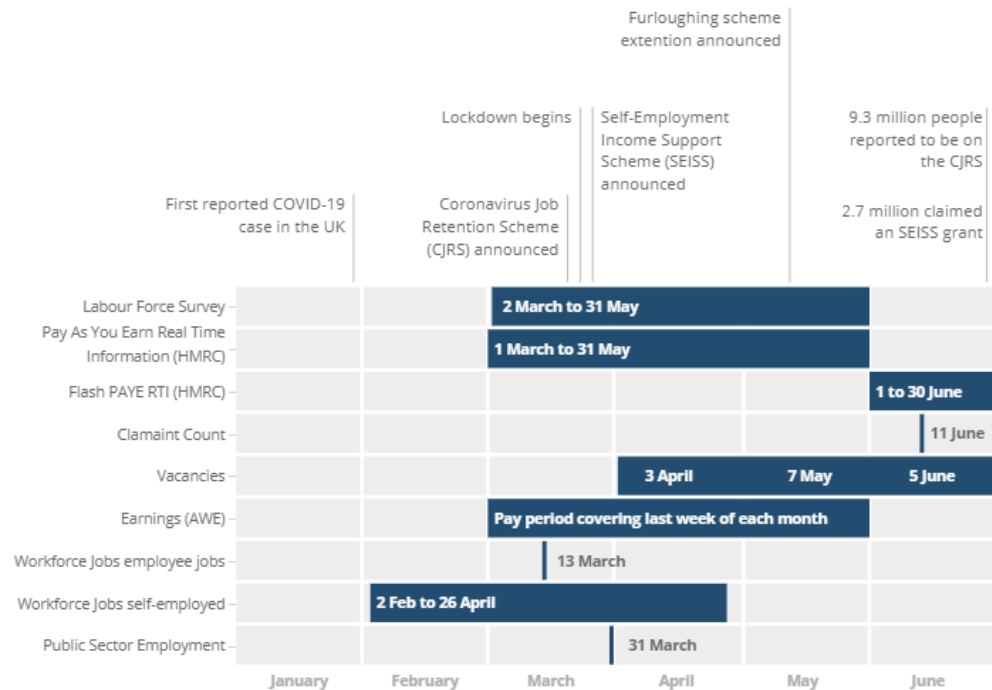 Furloughing scheme
extention announced
Lockdown begins
Self-Employment
Income Support
Scheme (SEISS)
announced
9.3 million people
reported to be on
the CJRS
First reported COVID-19
case in the UK
Coronavirus Job
Retention Scheme
(CJRS) announced
2.7 million claimed
an SEISS grant
Labour Force Survey
2 March to 31 May
Pay As You Earn Real Time
Information (HMRC)
1 March to 31 May
Flash PAYE RTI (HMRC)
1 to 30 June
Clamaint Count
11 June
Vacancies
3 April
7 May
5 June
Earnings (AWE)
Pay period covering last week of each month
Workforce Jobs employee jobs
13 March
Workforce Jobs self-employed
2 Feb to 26 April
Public Sector Employment
31 March
January
February
March
April
May
June